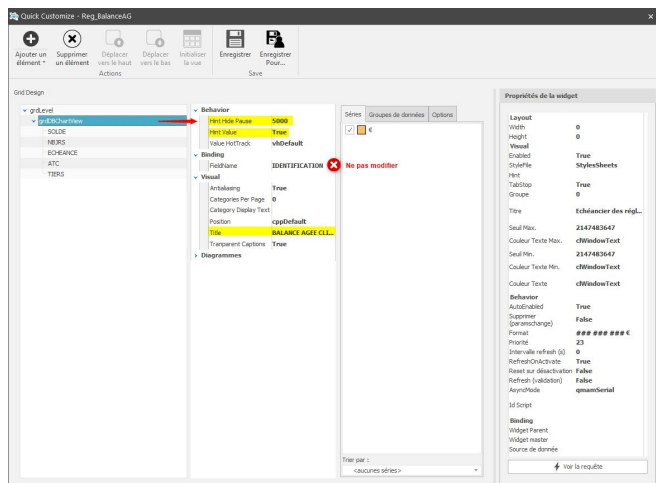 Quick Customize - Reg_BalanceAG
Ajouter un élément
Supprimer un élément
Déplacer vers le haut
Déplacer vers le bas
Initialiser la vue
Enregistrer
Enregistrer Pour...
Actions
Save
Grid Design
grdLevel
grdDBChartView
SOLDE
NBJRS
ECHEANCE
ATC
TIERS
Behavior
Hint Hide Pause 5000
Hint Value True
Value HotTrack vhDefault
Binding
FieldName IDENTIFICATION
Ne pas modifier
Visual
Antialiasing True
Categories Per Page 0
Category Display Text
Position cppDefault
Title BALANCE AGEE CLI...
Tranparent Captions True
Diagrammes
Séries Groupes de données Options
€
Trier par :
<aucunes séries>
Propriétés de la widget
Layout
Width 0
Height 0
Visual
Enabled True
StyleFile StylesSheets
Hint
TabStop True
Groupe 0
Titre Echéancier des régl...
Seuil Max. 2147483647
Couleur Texte Max. clWindowText
Seuil Min. 2147483647
Couleur Texte Min. clWindowText
Couleur Texte clWindowText
Behavior
AutoEnabled True
Supprimer (paramschange) False
Format ### ### ### €
Priorité 23
Intervalle refresh (s) 0
RefreshOnActivate True
Reset sur désactivation False
Refresh (validation) False
AsyncMode qmamSerial
Id Script
Binding
Widget Parent
Widget master
Source de donnée
Voir la requête